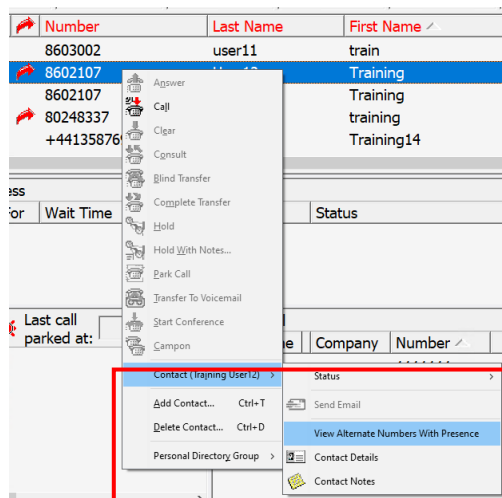 Number Last Name First Name
8603002 user11 train
8602107 Training
8602107 Training
80248337 training
Training14
Answer
Call
Clear
Consult
Blind Transfer
Complete Transfer
Hold
Hold With Notes...
Park Call
Transfer To Voicemail
Start Conference
Campon
Wait Time Status
Last call
parked at:
Company Number
Contact (Training User12) >
Add Contact... Ctrl+T
Delete Contact... Ctrl+D
Personal Directory Group >
Status >
Send Email
View Alternate Numbers With Presence
Contact Details
Contact Notes